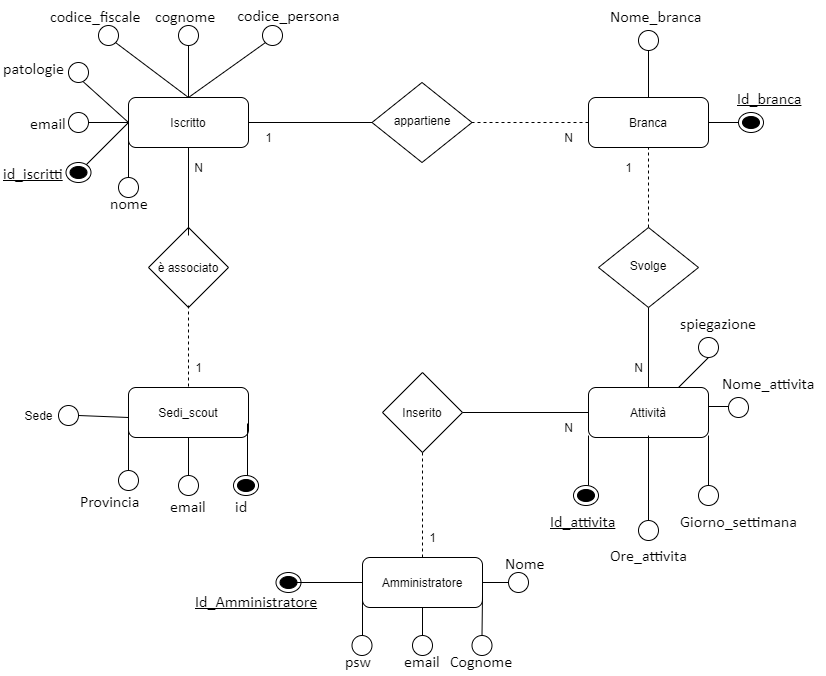 codice_fiscale
cognome
codice_persona
Nome_branca
patologie
Id_branca
email
Iscritto
appartiene
Branca
1
N
id_iscritti
N
1
nome
è associato
Svolge
spiegazione
1
N
Nome_attivita
Sede
Sedi_scout
Inserito
Attività
N
Provincia
email
id
Id_attivita
Giorno_settimana
1
Ore_attivita
Nome
Amministratore
Id_Amministratore
psw
email
Cognome